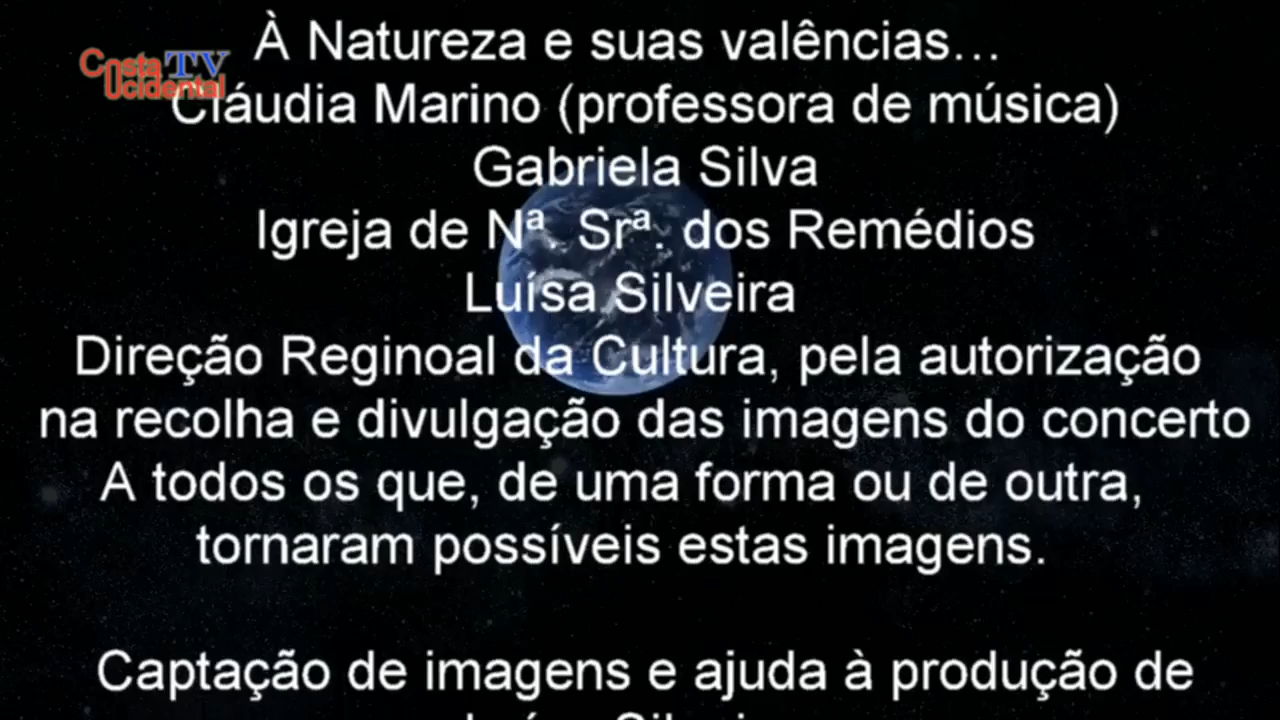 À Natureza e suas valências...
Costa TV
Ocidental
Cláudia Marino (professora de música)
Gabriela Silva
Igreja de Nª. Srª. dos Remédios
Luísa Silveira
Direção Reginoal da Cultura, pela autorização
na recolha e divulgação das imagens do concerto
A todos os que, de uma forma ou de outra,
tornaram possíveis estas imagens.
Captação de imagens e ajuda à produção de